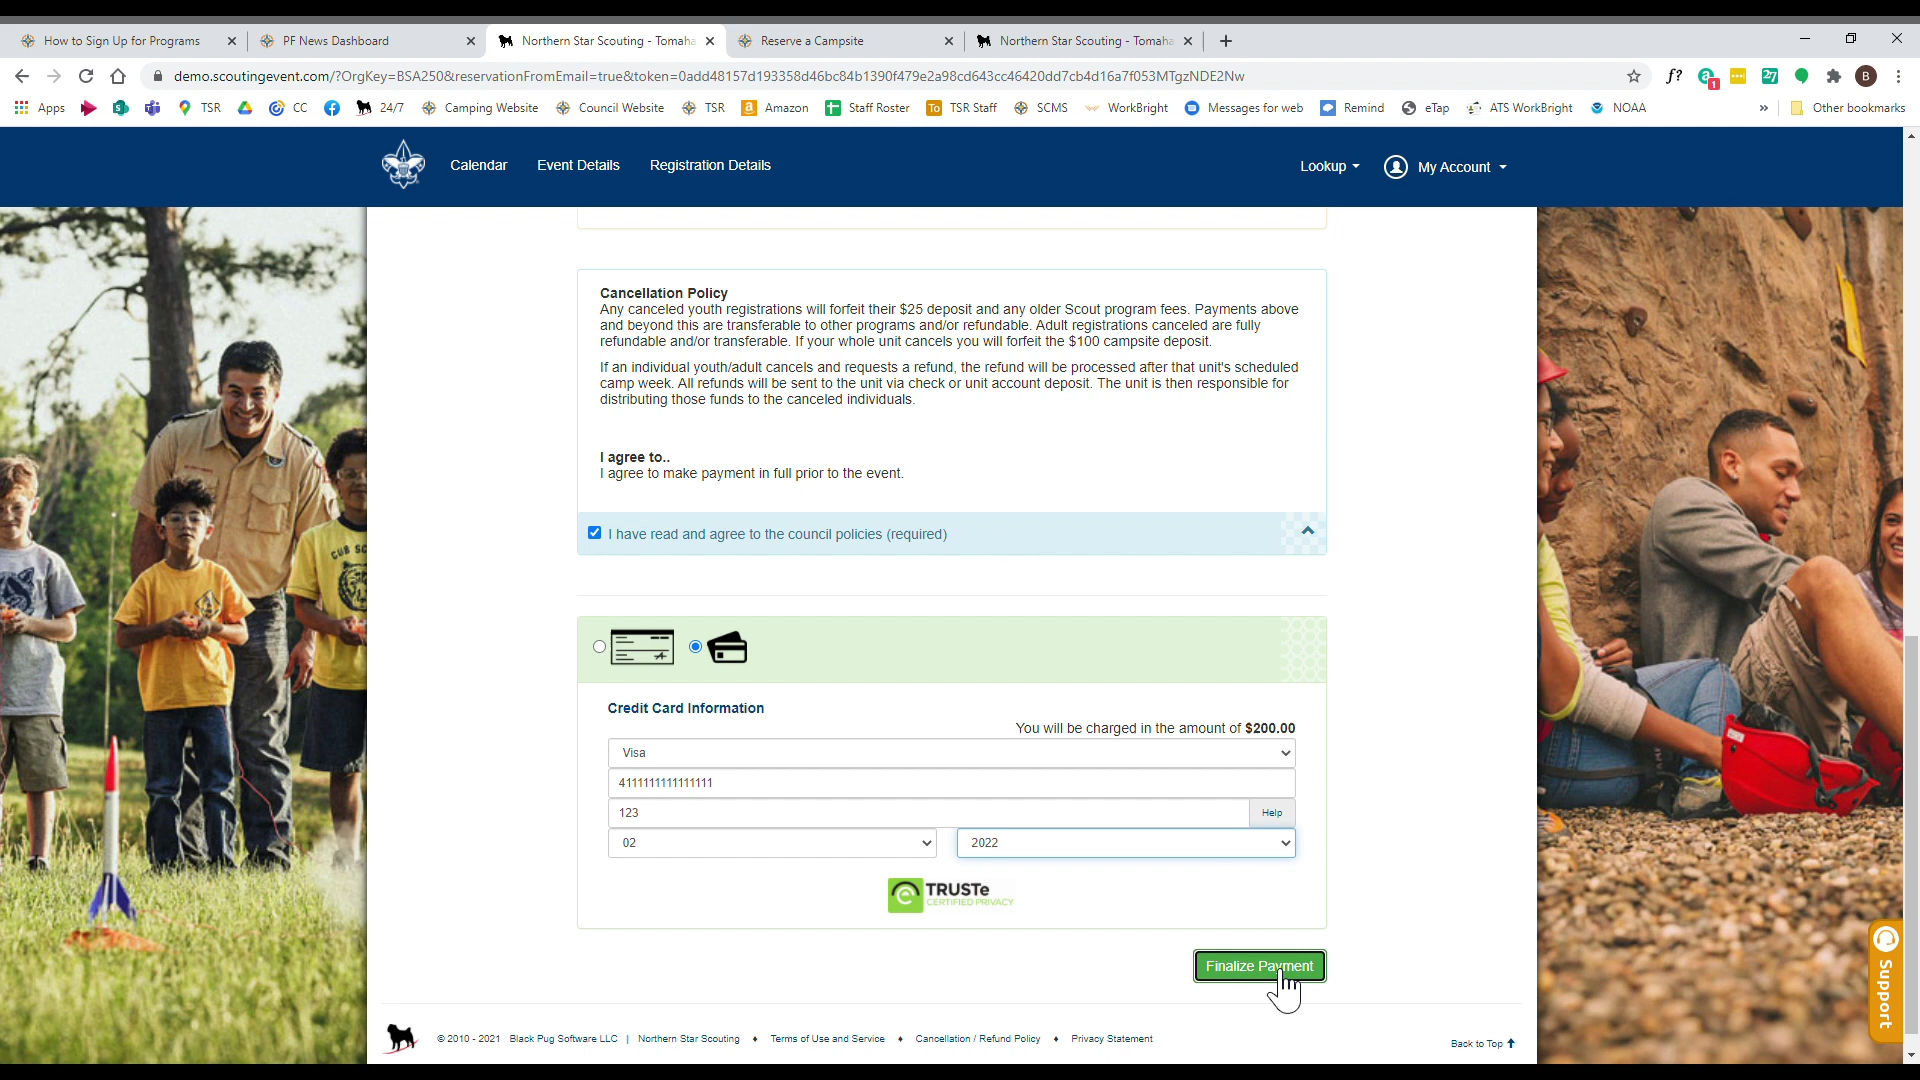 How to Sign Up for Programs
PF News Dashboard
Northern Star Scouting - Tomaha
Reserve a Campsite
Northern Star Scouting - Tomaha
demo.scoutingevent.com/?OrgKey=BSA250&reservationFromEmail=true&token=0add48157d193358d46bc84b1390f479e2a98cd643cc46420dd7cb4d16a7f053MTgzNDE2Nw
f?
1
27
B
Apps
TSR
CC
24/7
Camping Website
Council Website
TSR
Amazon
Staff Roster
TSR Staff
SCMS
WorkBright
Messages for web
Remind
eTap
ATS WorkBright
NOAA
»
Other bookmarks
Calendar
Event Details
Registration Details
Lookup
My Account
Cancellation Policy
Any canceled youth registrations will forfeit their $25 deposit and any older Scout program fees. Payments above
and beyond this are transferable to other programs and/or refundable. Adult registrations canceled are fully
refundable and/or transferable. If your whole unit cancels you will forfeit the $100 campsite deposit.
If an individual youth/adult cancels and requests a refund, the refund will be processed after that unit's scheduled
camp week. All refunds will be sent to the unit via check or unit account deposit. The unit is then responsible for
distributing those funds to the canceled individuals.
I agree to..
I agree to make payment in full prior to the event.
I have read and agree to the council policies (required)
Credit Card Information
You will be charged in the amount of $200.00
Visa
4111111111111111
123
Help
02
2022
TRUSTe
CERTIFIED PRIVACY
Finalize Payment
Support
© 2010 - 2021 Black Pug Software LLC | Northern Star Scouting ♦ Terms of Use and Service ♦ Cancellation / Refund Policy ♦ Privacy Statement
Back to Top
CUB SC